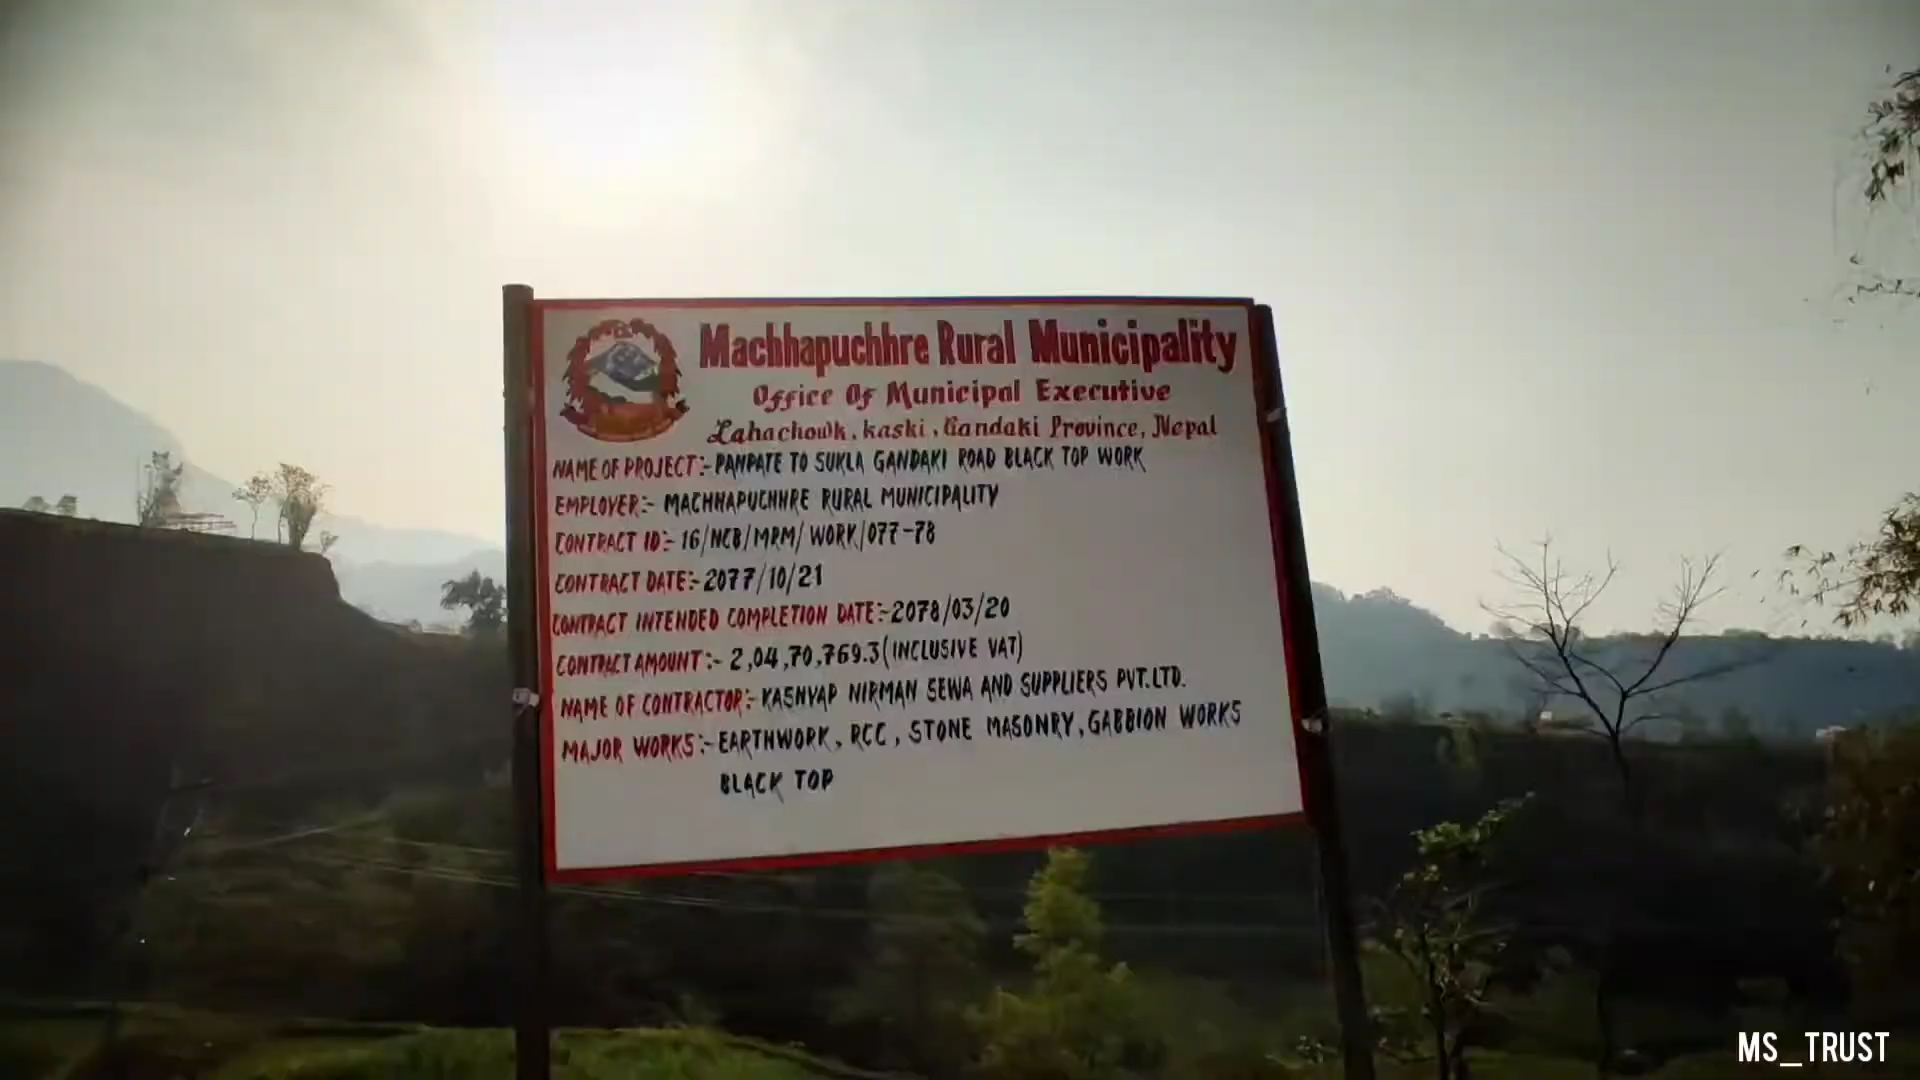 Machhapuchhre Rural Municipality
Office Of Municipal Executive
Lahachowk, kaski, Gandaki Province, Nepal
NAME OF PROJECT:- PANPATE TO SUKLA GANDAKI ROAD BLACK TOP WORK
EMPLOYER:- MACHHAPUCHHRE RURAL MUNICIPALITY
CONTRACT ID:- 16/NCB/MRM/WORK/077-78
CONTRACT DATE:- 2077/10/21
CONTRACT INTENDED COMPLETION DATE:- 2078/03/20
CONTRACT AMOUNT:- 2,04,70,769.3 (INCLUSIVE VAT)
NAME OF CONTRACTOR:- KASHYAP NIRMAN SEWA AND SUPPLIERS PVT.LTD.
MAJOR WORKS:- EARTHWORK, RCC, STONE MASONRY, GABBION WORKS
BLACK TOP
MS_TRUST